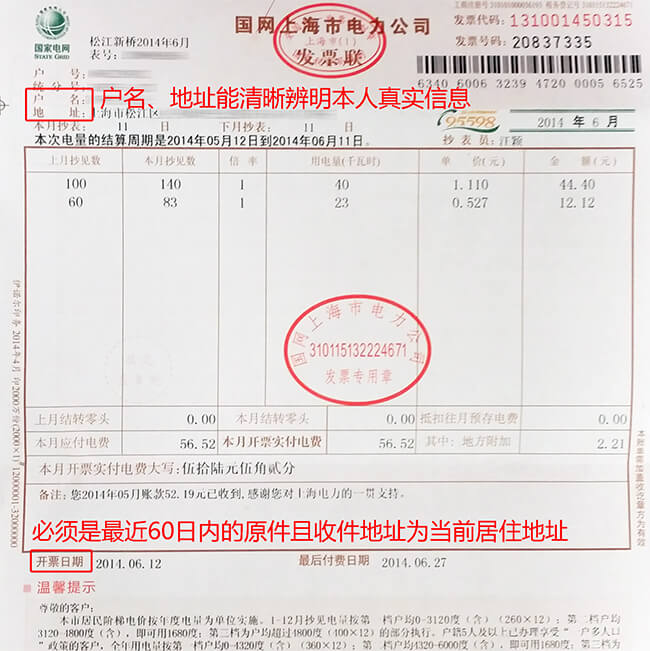 国家电网
STATE GRID
国网上海市电力公司
上海市(1)
发票联
发票代码:131001450315
发票号码:20837335
松江新桥2014年6月
表号:
6340 6006 3239 4720 0065 6525
户 号:
统 分 号:
户 名: 户名、地址能清晰辨明本人真实信息
地 址:上海市松江区
本月抄表: 11 日 下月抄表: 11 日
95598
2014 年 6 月
本次电量的结算周期是2014年05月12日到2014年06月11日。
抄 表 员:江颖
上月抄见数 本月抄见数 倍 率 用电量(千瓦时) 单 价(元) 金 额(元)
100 140 1 40 1.110 44.40
60 83 1 23 0.527 12.12
国网上海市电力公司
310115132224671
发票专用章
上月结转零头 0.00 本月结转零头 0.00 抵扣往月预存电费 0.00
本月应付电费 56.52 本月开票实付电费 56.52 其中: 地方附加 2.21
本月开票实付电费大写:伍拾陆元伍角贰分
备注: 您2014年05月账款52.19元已收到,感谢您对上海电力的一贯支持。
必须是最近60日内的原件且收件地址为当前居住地址
开票日期 2014.06.12 最后付费日期 2014.06.27
温馨提示
尊敬的客户:
本市居民阶梯电价按年度电量为单位实施。1-12月抄见电量按第一档户均0-3120度(含)(260×12);第二档户均
3120-4800度(含),即可用1680度;第三档为户均超过4800度(400×12)的部分执行。户籍5人及以上已办理享受"一户多人口
"政策的客户,全年用电量按第一档户均0-4320度(含)(360×12);第二档户均4320-6000度(含),即可用1680度;第三档为